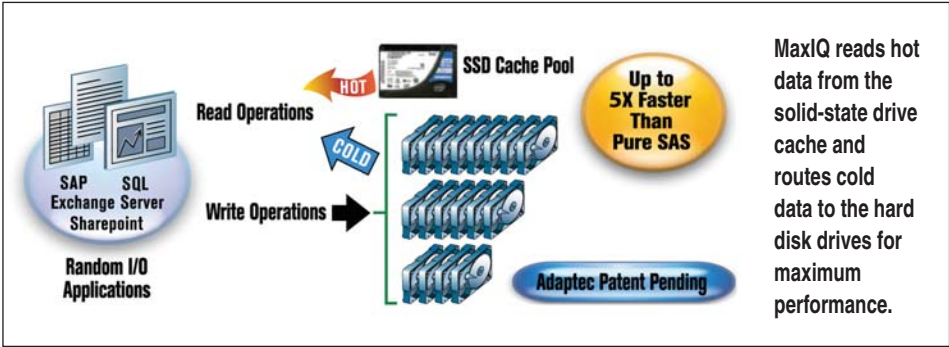 SAP SQL
Exchange Server
Sharepoint
Random I/O
Applications
Read Operations
HOT
SSD Cache Pool
COLD
Write Operations
Up to
5X Faster
Than
Pure SAS
Adaptec Patent Pending
MaxIQ reads hot
data from the
solid-state drive
cache and
routes cold
data to the hard
disk drives for
maximum
performance.